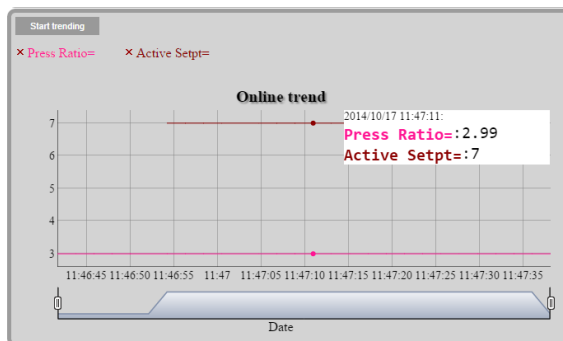 Start trending
× Press Ratio= × Active Setpt=
Online trend
2014/10/17 11:47:11:
Press Ratio=:2.99
Active Setpt=:7
7
6
5
4
3
11:46:45 11:46:50 11:46:55 11:47 11:47:05 11:47:10 11:47:15 11:47:20 11:47:25 11:47:30 11:47:35
Date